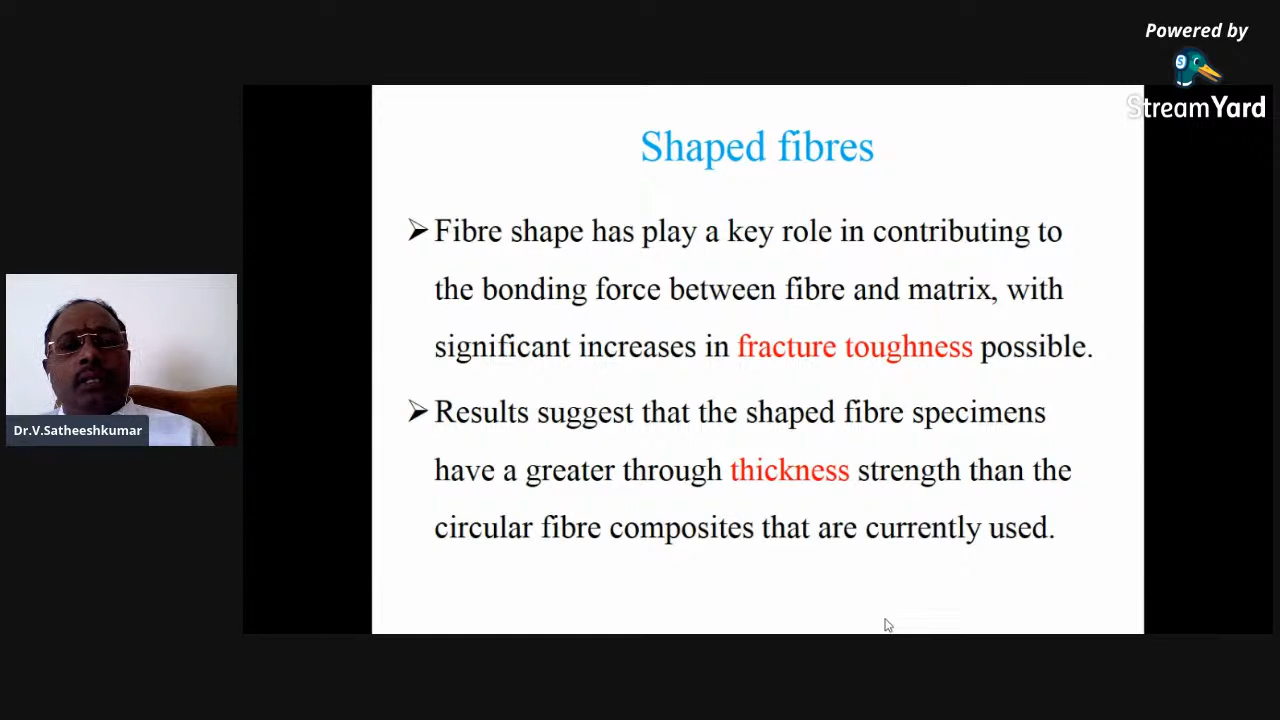 Powered by
StreamYard
Shaped fibres
➢ Fibre shape has play a key role in contributing to
the bonding force between fibre and matrix, with
significant increases in fracture toughness possible.
➢ Results suggest that the shaped fibre specimens
have a greater through thickness strength than the
circular fibre composites that are currently used.
Dr.V.Satheeshkumar